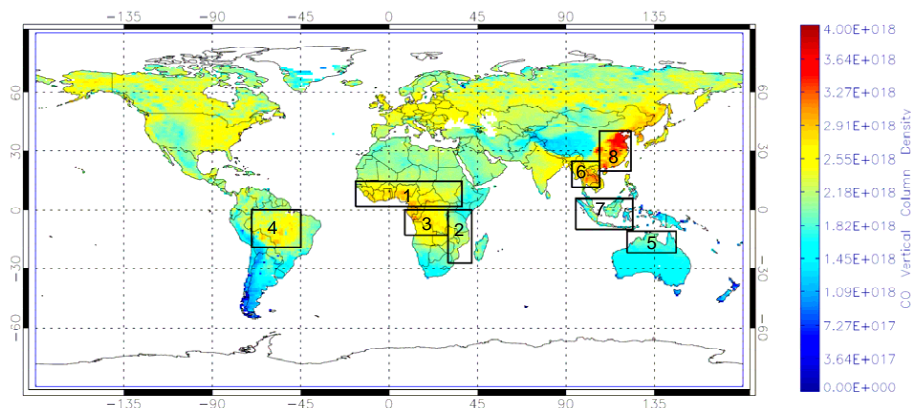 −135 −90 −45 0 45 90 135
60 60
30 30
0 0
−30 −30
−60 −60
1
2
3
4
5
6
7
8
−135 −90 −45 0 45 90 135
4.00E+018
3.64E+018
3.27E+018
2.91E+018
2.55E+018
2.18E+018
1.82E+018
1.45E+018
1.09E+018
7.27E+017
3.64E+017
0.00E+000
CO Vertical Column Density